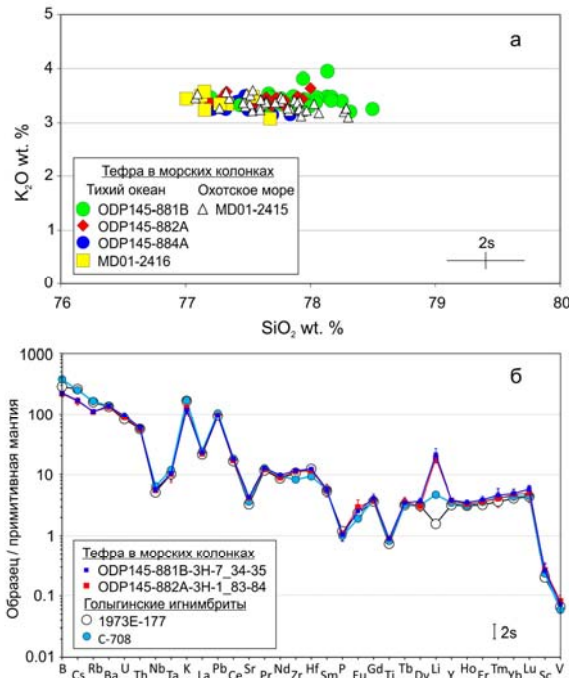 а
5
4
3
2
1
0
K₂O wt. %
Тефра в морских колонках
Тихий океан Охотское море
ODP145-881B MD01-2415
ODP145-882A
ODP145-884A
MD01-2416
2s
76 77 78 79 80
SiO₂ wt. %
б
1000
100
10
1
0.1
0.01
Образец / примитивная мантия
Тефра в морских колонках
ODP145-881B-3H-7_34-35
ODP145-882A-3H-1_83-84
Голыгинские игнимбриты
1973E-177
C-708
2s
B Cs Rb Ba U Th Nb Ta K La Pb Ce Sr Pr Nd Zr Hf Sm P Eu Gd Ti Tb Dy Li Y Ho Er Tm Yb Lu Sc V